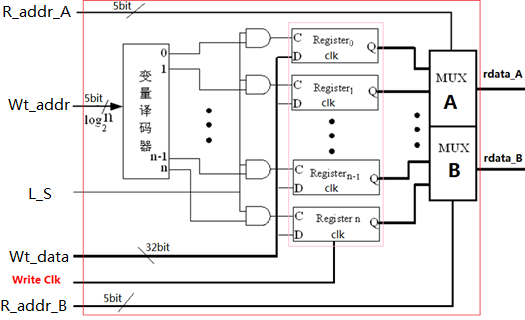 R_addr_A
5bit
Wt_addr
5bit
log₂n
变量译码器
0
1
n-1
n
L_S
Wt_data
32bit
Write Clk
R_addr_B
5bit
C Register₀ Q
D clk
C Register₁ Q
D clk
C Registerₙ₋₁ Q
D clk
C Register n Q
D clk
MUX
A
MUX
B
rdata_A
rdata_B